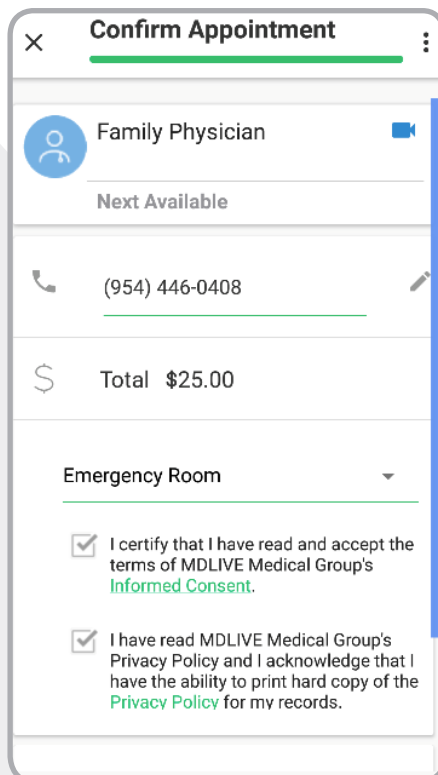 Confirm Appointment
Family Physician
Next Available
(954) 446-0408
$ Total $25.00
Emergency Room
I certify that I have read and accept the
terms of MDLIVE Medical Group's
Informed Consent.
I have read MDLIVE Medical Group's
Privacy Policy and I acknowledge that I
have the ability to print hard copy of the
Privacy Policy for my records.